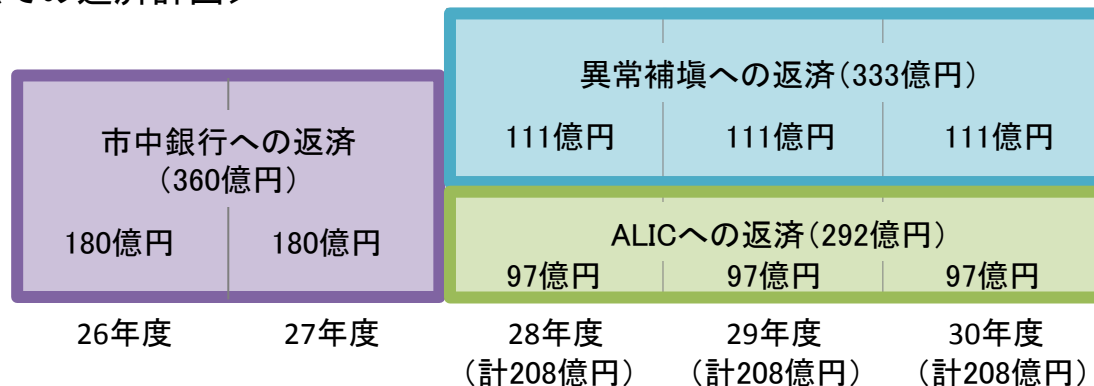 異常補塡への返済(333億円)
111億円 111億円 111億円
市中銀行への返済
(360億円)
180億円 180億円
ALICへの返済(292億円)
97億円 97億円 97億円
26年度 27年度 28年度 29年度 30年度
(計208億円) (計208億円) (計208億円)